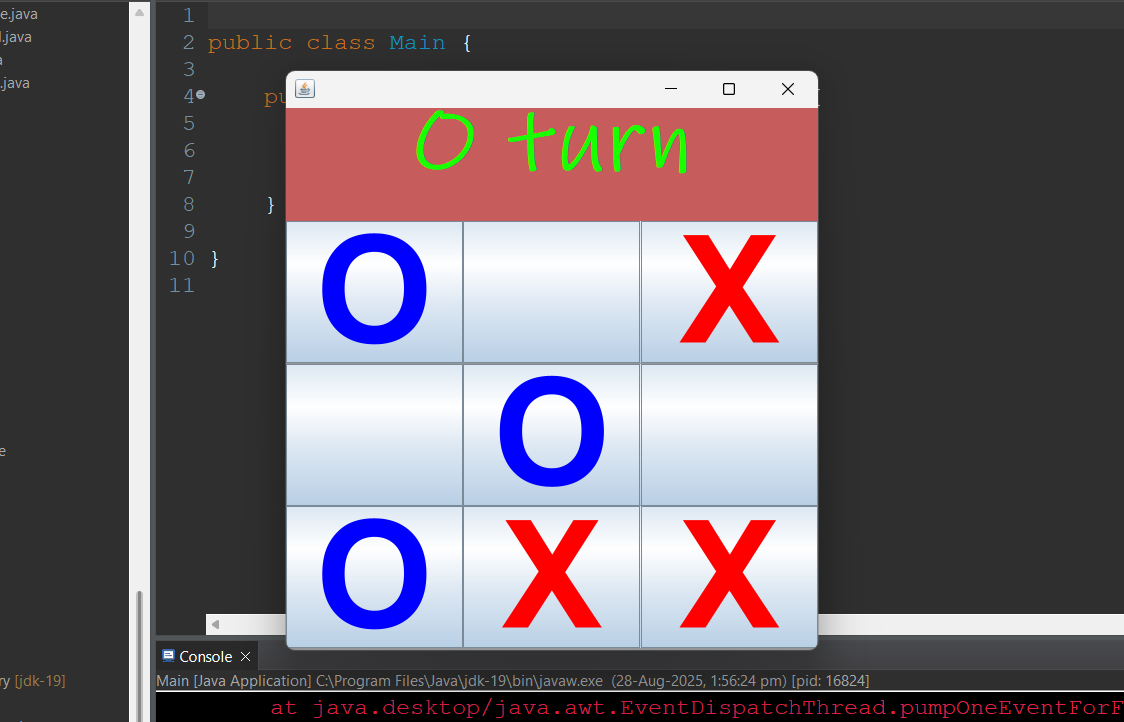 e.java
.java
.java
1
2 public class Main {
3
4
5
6
7
8 }
9
10 }
11
O turn
O X
O
O X X
Console
Main [Java Application] C:\Program Files\Java\jdk-19\bin\javaw.exe (28-Aug-2025, 1:56:24 pm) [pid: 16824]
[jdk-19]
at java.desktop/java.awt.EventDispatchThread.pumpOneEventForF